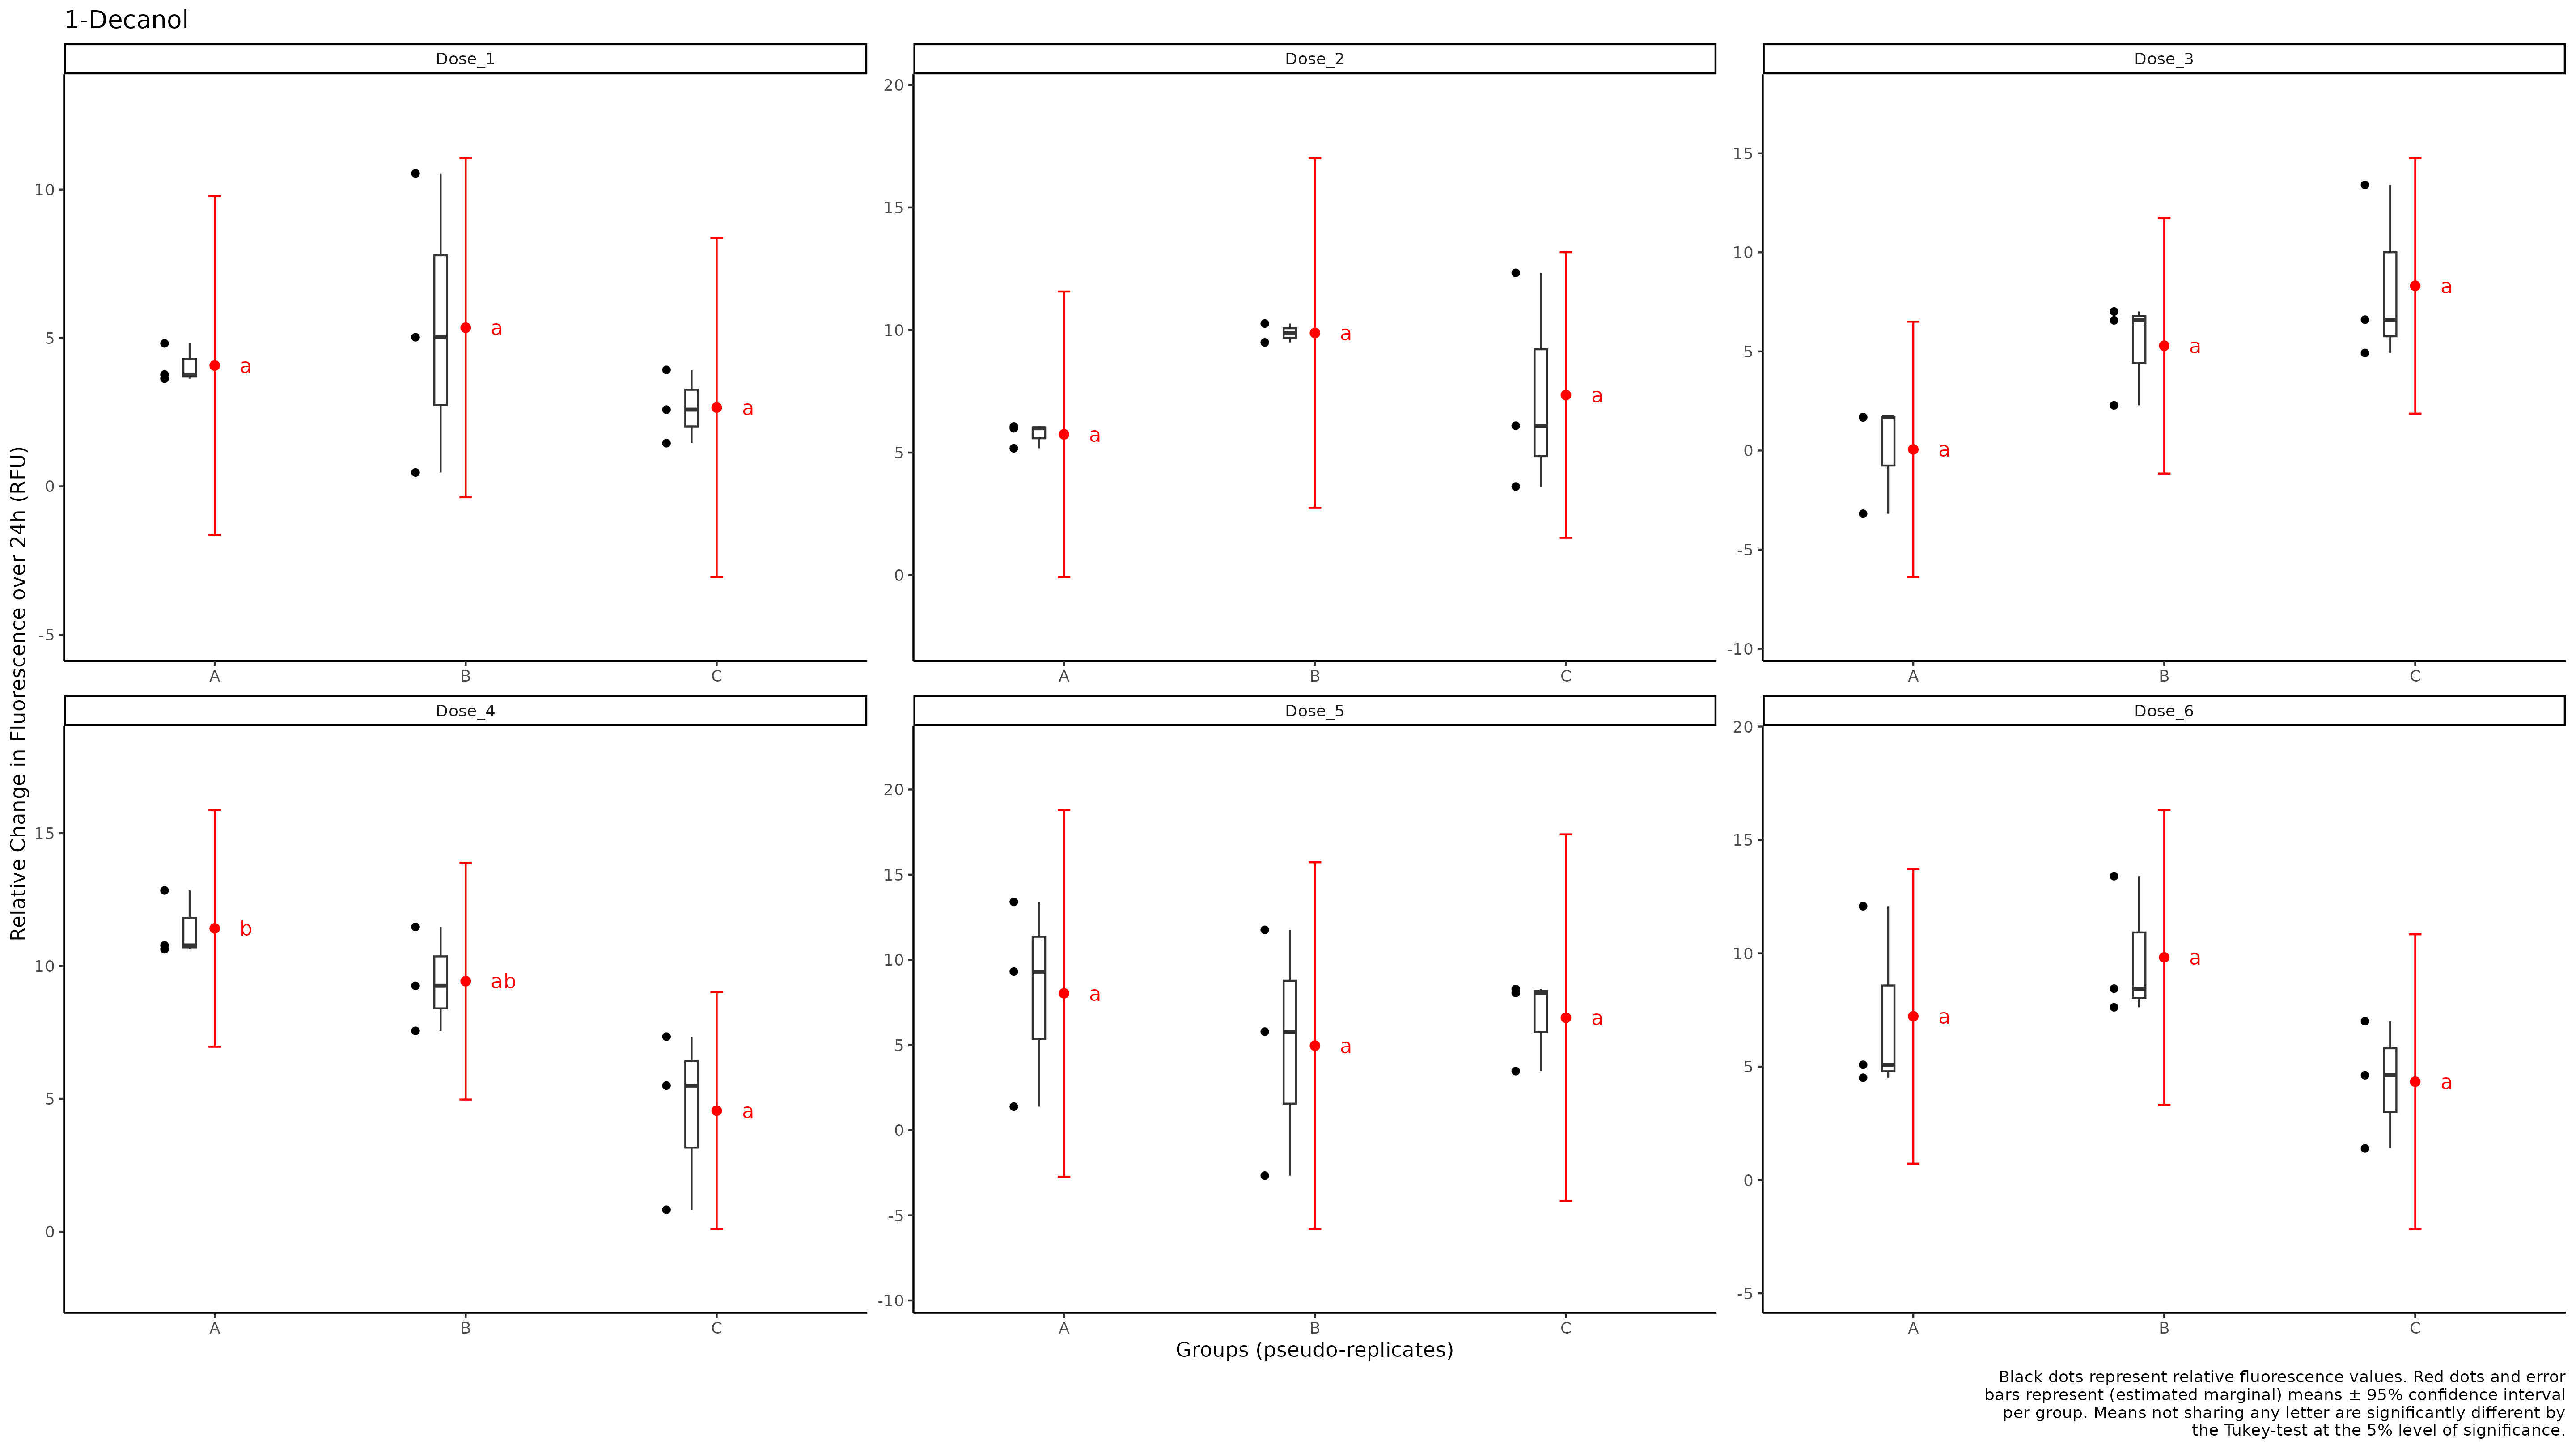 1-Decanol
Relative Change in Fluorescence over 24h (RFU)
Dose_1
10
5
0
-5
a
a
a
A
B
C
Dose_2
20
15
10
5
0
a
a
a
A
B
C
Dose_3
15
10
5
0
-5
-10
a
a
a
A
B
C
Dose_4
15
10
5
0
b
ab
a
A
B
C
Dose_5
20
15
10
5
0
-5
-10
a
a
a
A
B
C
Dose_6
20
15
10
5
0
-5
a
a
a
A
B
C
Groups (pseudo-replicates)
Black dots represent relative fluorescence values. Red dots and error
bars represent (estimated marginal) means ± 95% confidence interval
per group. Means not sharing any letter are significantly different by
the Tukey-test at the 5% level of significance.